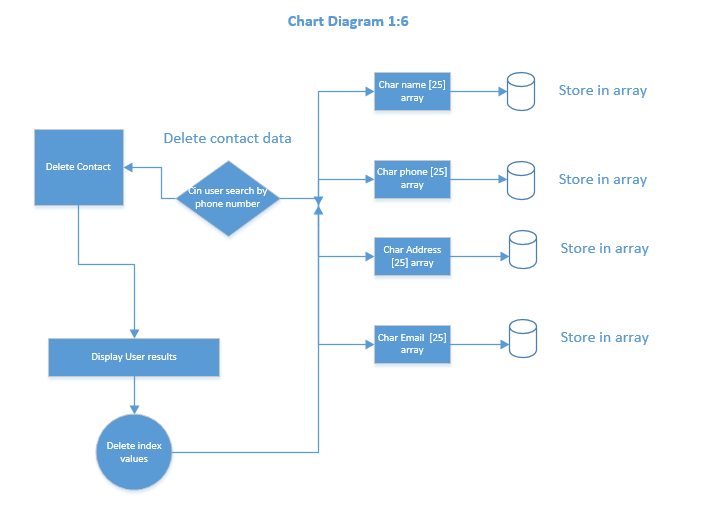 Chart Diagram 1:6
Char name [25]
array
Store in array
Delete contact data
Delete Contact
Cin user search by
phone number
Char phone [25]
array
Store in array
Char Address
[25] array
Store in array
Char Email  [25]
array
Store in array
Display User results
Delete index
values